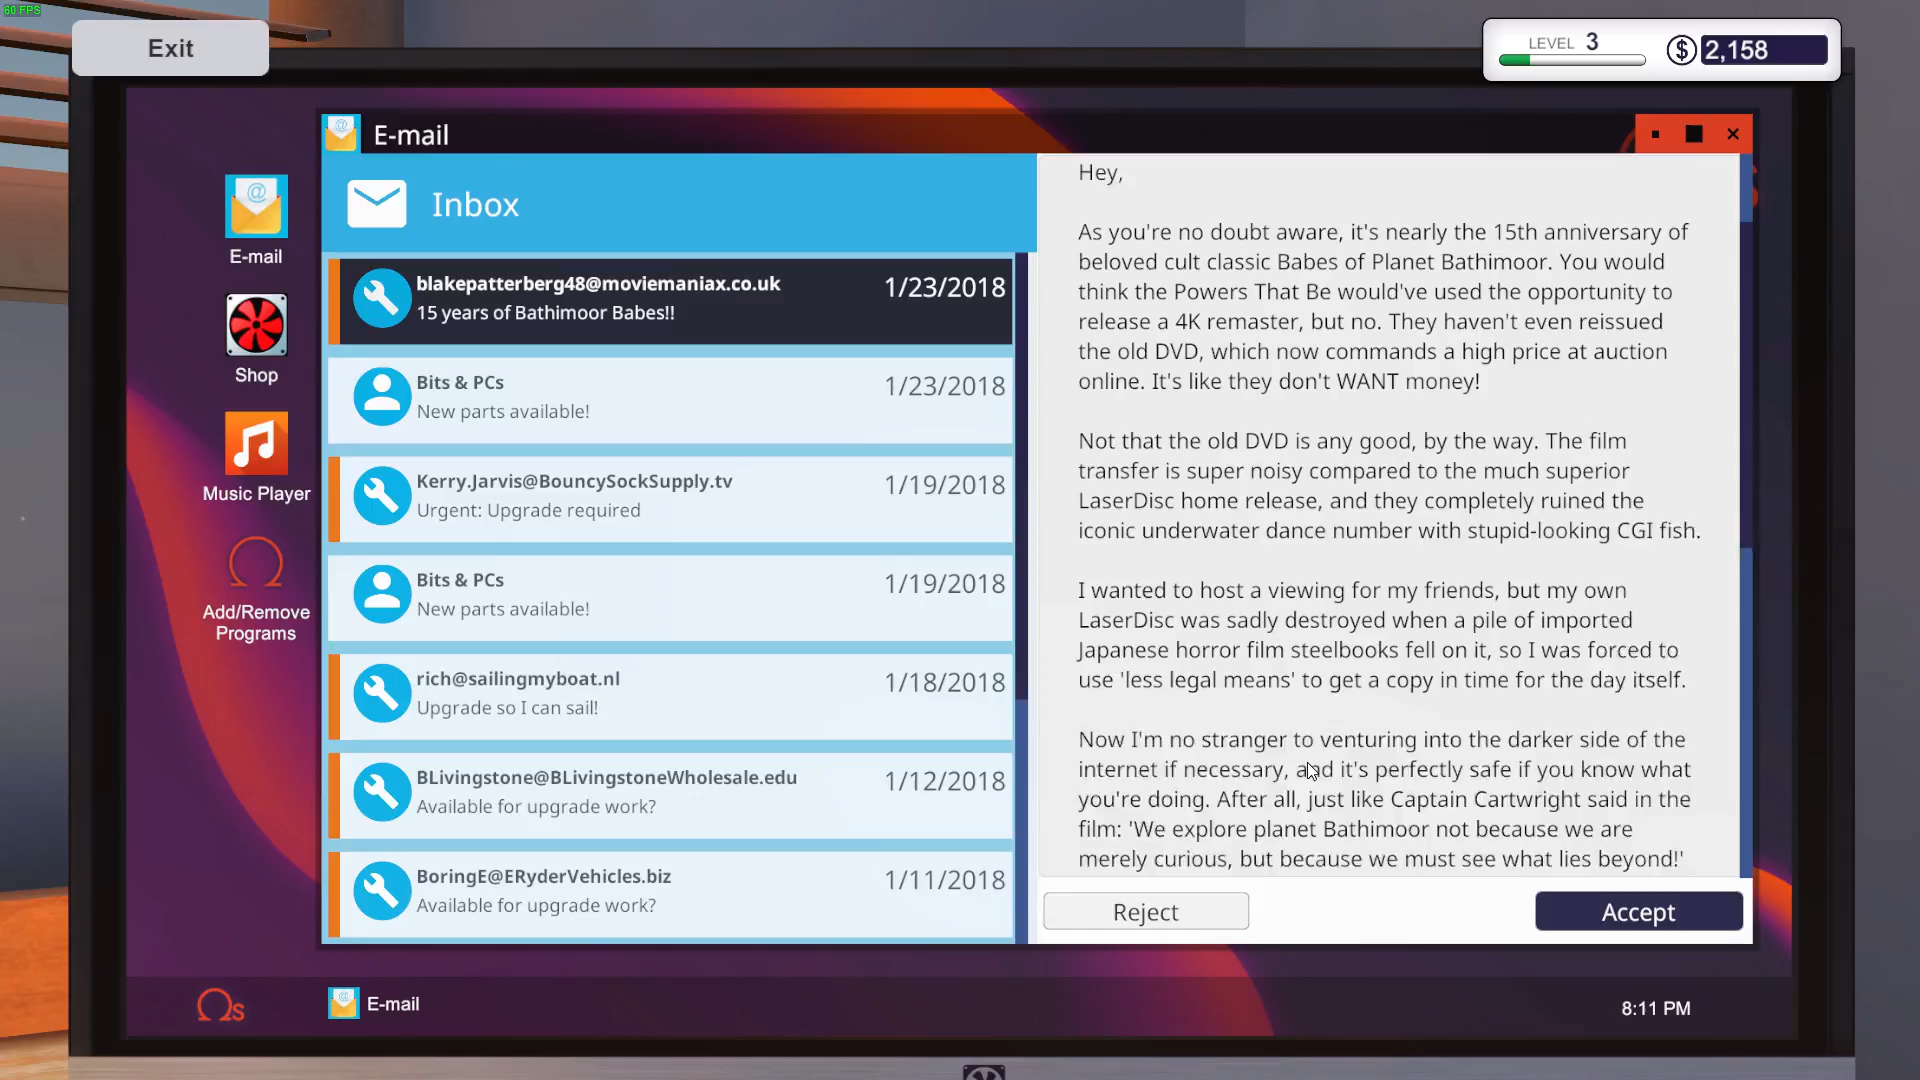 60 FPS
Exit
LEVEL 3
$ 2,158
E-mail
Inbox
E-mail
Shop
Music Player
Add/Remove
Programs
blakepatterberg48@moviemaniax.co.uk
1/23/2018
15 years of Bathimoor Babes!!
Bits & PCs
1/23/2018
New parts available!
Kerry.Jarvis@BouncySockSupply.tv
1/19/2018
Urgent: Upgrade required
Bits & PCs
1/19/2018
New parts available!
rich@sailingmyboat.nl
1/18/2018
Upgrade so I can sail!
BLivingstone@BLivingstoneWholesale.edu
1/12/2018
Available for upgrade work?
BoringE@ERyderVehicles.biz
1/11/2018
Available for upgrade work?
Hey,
As you're no doubt aware, it's nearly the 15th anniversary of
beloved cult classic Babes of Planet Bathimoor. You would
think the Powers That Be would've used the opportunity to
release a 4K remaster, but no. They haven't even reissued
the old DVD, which now commands a high price at auction
online. It's like they don't WANT money!
Not that the old DVD is any good, by the way. The film
transfer is super noisy compared to the much superior
LaserDisc home release, and they completely ruined the
iconic underwater dance number with stupid-looking CGI fish.
I wanted to host a viewing for my friends, but my own
LaserDisc was sadly destroyed when a pile of imported
Japanese horror film steelbooks fell on it, so I was forced to
use 'less legal means' to get a copy in time for the day itself.
Now I'm no stranger to venturing into the darker side of the
internet if necessary, and it's perfectly safe if you know what
you're doing. After all, just like Captain Cartwright said in the
film: 'We explore planet Bathimoor not because we are
merely curious, but because we must see what lies beyond!'
Reject
Accept
Ωs
E-mail
8:11 PM